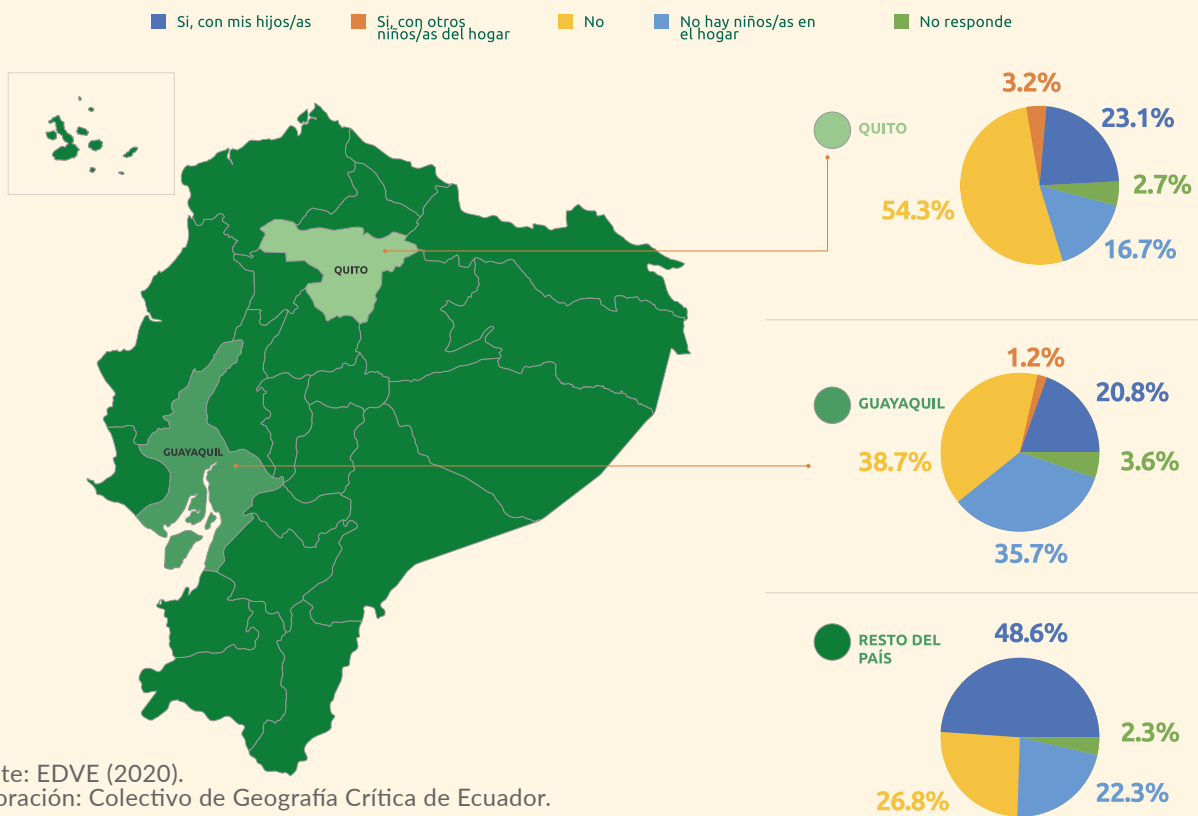 Si, con mis hijos/as
Si, con otros
niños/as del hogar
No
No hay niños/as en
el hogar
No responde
QUITO
3.2%
23.1%
2.7%
54.3%
16.7%
QUITO
GUAYAQUIL
1.2%
20.8%
38.7%
3.6%
35.7%
GUAYAQUIL
RESTO DEL
PAÍS
48.6%
2.3%
26.8%
22.3%
te: EDVE (2020).
oración: Colectivo de Geografía Crítica de Ecuador.